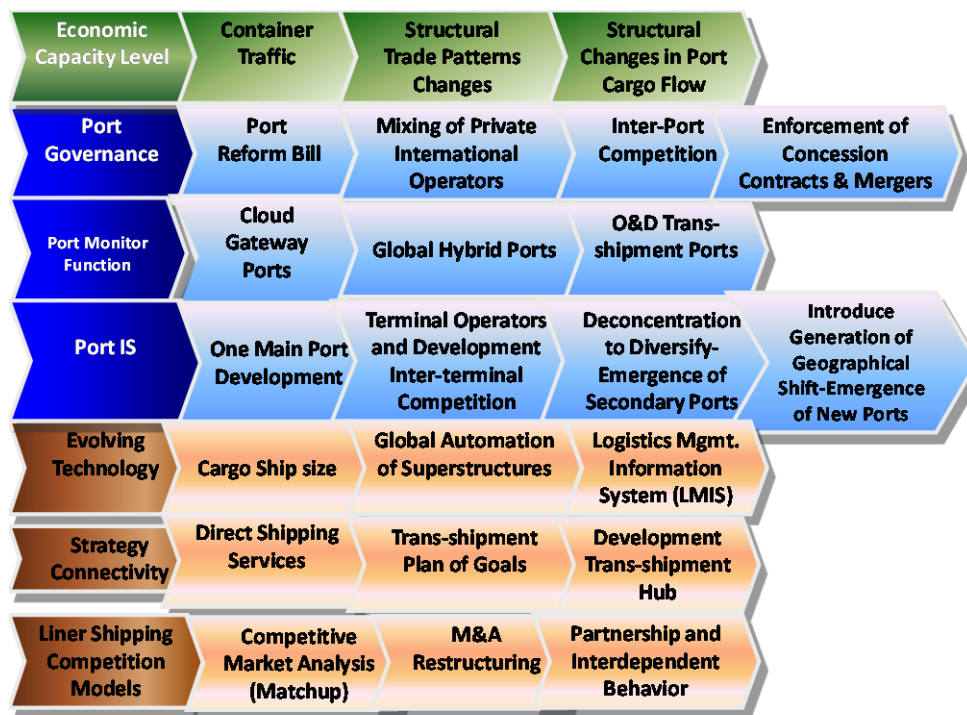 Economic
Capacity Level
Container
Traffic
Structural
Trade Patterns
Changes
Structural
Changes in Port
Cargo Flow
Port
Governance
Port
Reform Bill
Mixing of Private
International
Operators
Inter-Port
Competition
Enforcement of
Concession
Contracts & Mergers
Port Monitor
Function
Cloud
Gateway
Ports
Global Hybrid Ports
O&D Trans-
shipment Ports
Port IS
One Main Port
Development
Terminal Operators
and Development
Inter-terminal
Competition
Deconcentration
to Diversify-
Emergence of
Secondary Ports
Introduce
Generation of
Geographical
Shift-Emergence
of New Ports
Evolving
Technology
Cargo Ship size
Global Automation
of Superstructures
Logistics Mgmt.
Information
System (LMIS)
Strategy
Connectivity
Direct Shipping
Services
Trans-shipment
Plan of Goals
Development
Trans-shipment
Hub
Liner Shipping
Competition
Models
Competitive
Market Analysis
(Matchup)
M&A
Restructuring
Partnership and
Interdependent
Behavior